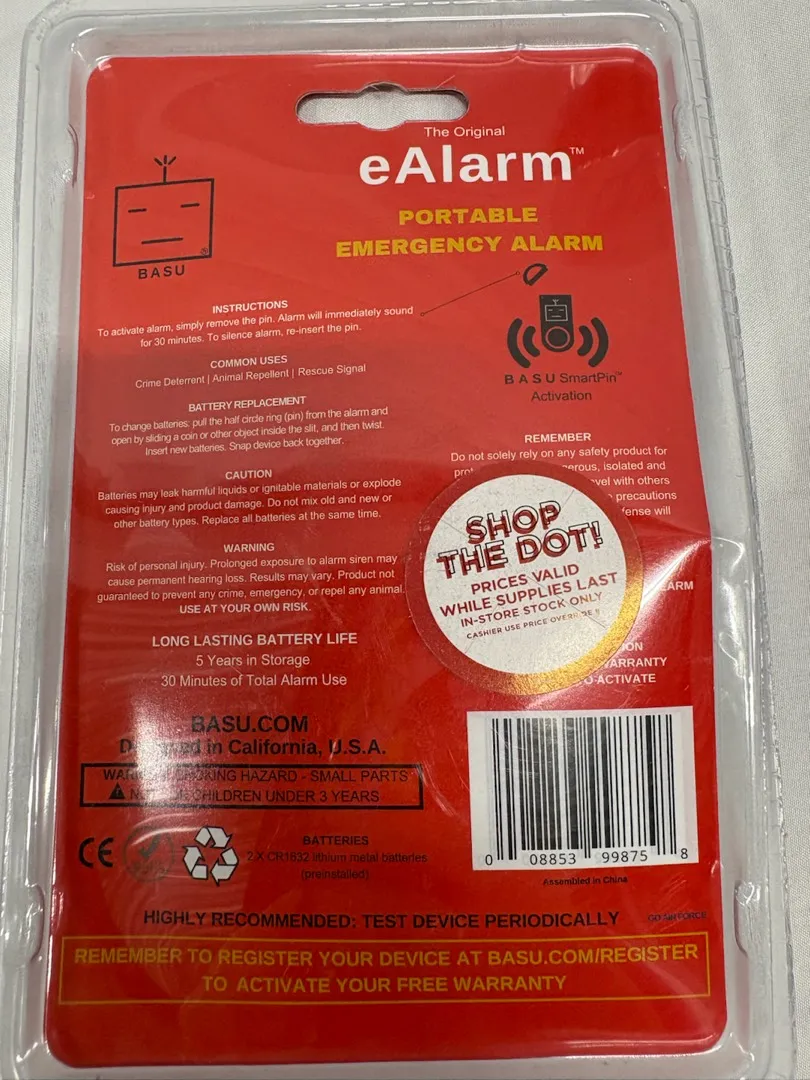 The Original
eAlarm™
PORTABLE
EMERGENCY ALARM
BASU
®
INSTRUCTIONS
To activate alarm, simply remove the pin. Alarm will immediately sound
for 30 minutes. To silence alarm, re-insert the pin.
COMMON USES
Crime Deterrent | Animal Repellent | Rescue Signal
BATTERY REPLACEMENT
To change batteries: pull the half circle ring (pin) from the alarm and
open by sliding a coin or other object inside the slit, and then twist.
Insert new batteries. Snap device back together.
CAUTION
Batteries may leak harmful liquids or ignitable materials or explode
causing injury and product damage. Do not mix old and new or
other battery types. Replace all batteries at the same time.
WARNING
Risk of personal injury. Prolonged exposure to alarm siren may
cause permanent hearing loss. Results may vary. Product not
guaranteed to prevent any crime, emergency, or repel any animal.
USE AT YOUR OWN RISK.
LONG LASTING BATTERY LIFE
5 Years in Storage
30 Minutes of Total Alarm Use
BASU SmartPin™
Activation
REMEMBER
Do not solely rely on any safety product for
isolated and
with others
precautions
will
SHOP
THE DOT!
PRICES VALID
WHILE SUPPLIES LAST
IN-STORE STOCK ONLY
CASHIER USE PRICE OVERRIDE
BASU.COM
in California, U.S.A.
HAZARD - SMALL PARTS
CHILDREN UNDER 3 YEARS
CE
BATTERIES
2 X CR1632 lithium metal batteries
(preinstalled)
0 08853 99875 8
Assembled in China
HIGHLY RECOMMENDED: TEST DEVICE PERIODICALLY
GO AIR FORCE
REMEMBER TO REGISTER YOUR DEVICE AT BASU.COM/REGISTER
TO ACTIVATE YOUR FREE WARRANTY